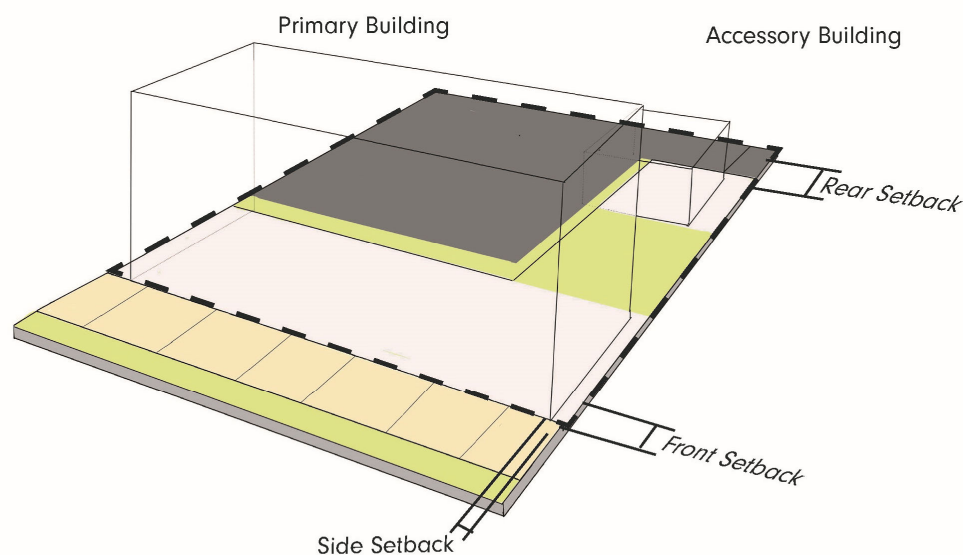 Primary Building
Accessory Building
Rear Setback
Front Setback
Side Setback